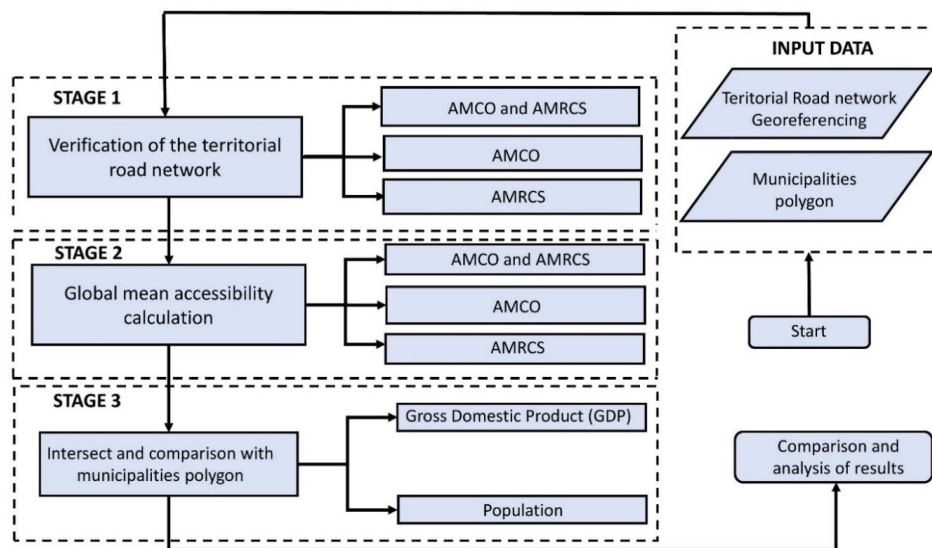 INPUT DATA
Teritorial Road network
Georeferencing
Municipalities
polygon
Start
STAGE 1
Verification of the territorial
road network
AMCO and AMRCS
AMCO
AMRCS
STAGE 2
Global mean accessibility
calculation
AMCO and AMRCS
AMCO
AMRCS
STAGE 3
Intersect and comparison with
municipalities polygon
Gross Domestic Product (GDP)
Population
Comparison and
analysis of results